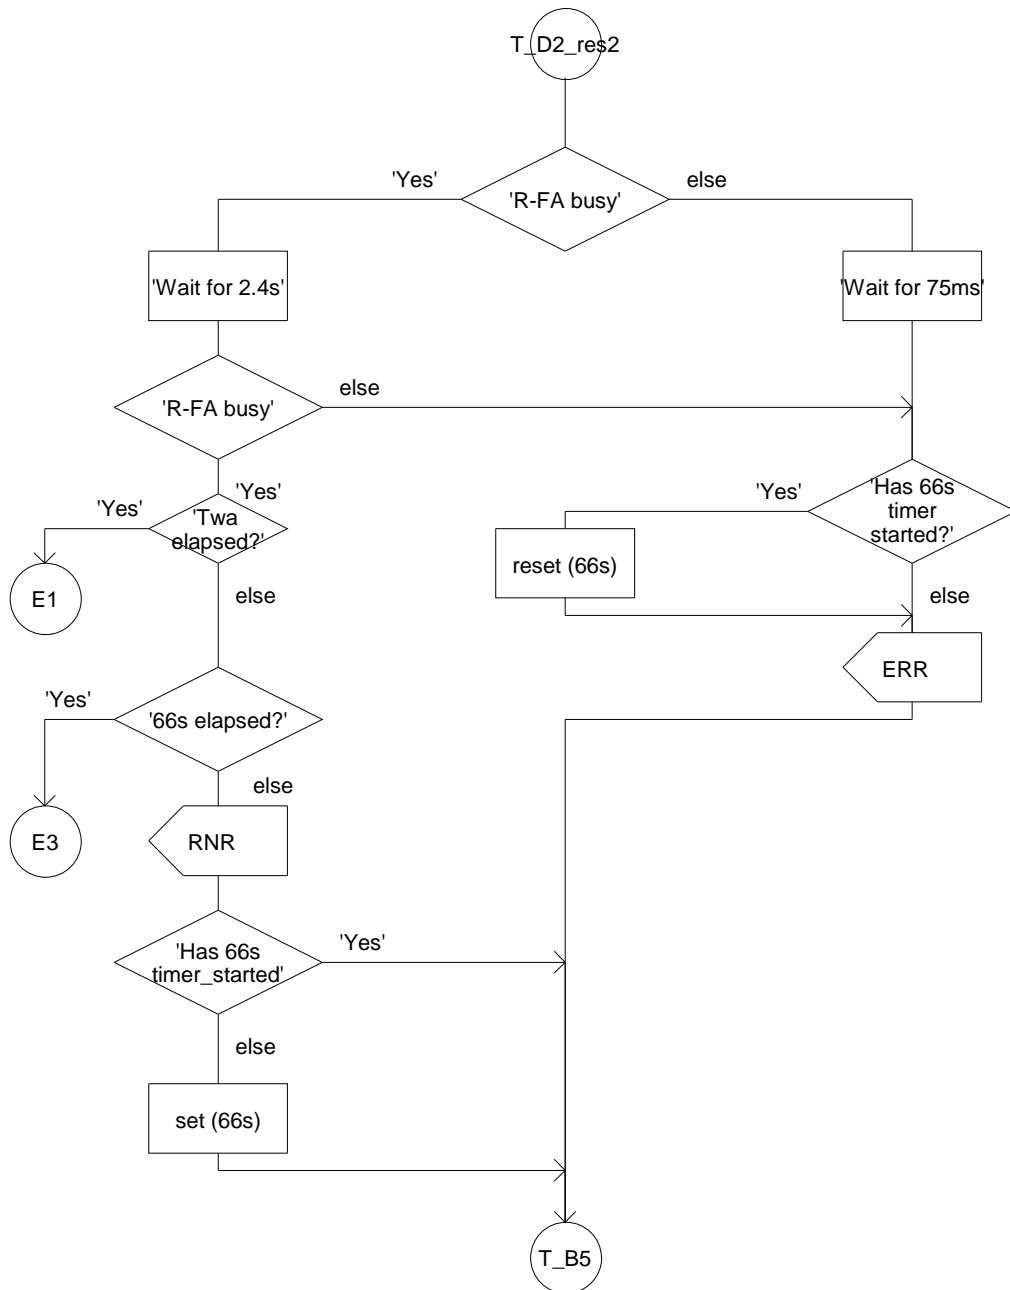 T_D2_res2
'Yes'
else
'R-FA busy'
'Wait for 2.4s'
'Wait for 75ms'
else
'R-FA busy'
'Yes'
'Yes'
'Yes'
'Has 66s
timer
started?'
'Twa
elapsed?'
reset (66s)
E1
else
else
ERR
'Yes'
'66s elapsed?'
else
E3
RNR
'Yes'
'Has 66s
timer_started'
else
set (66s)
T_B5